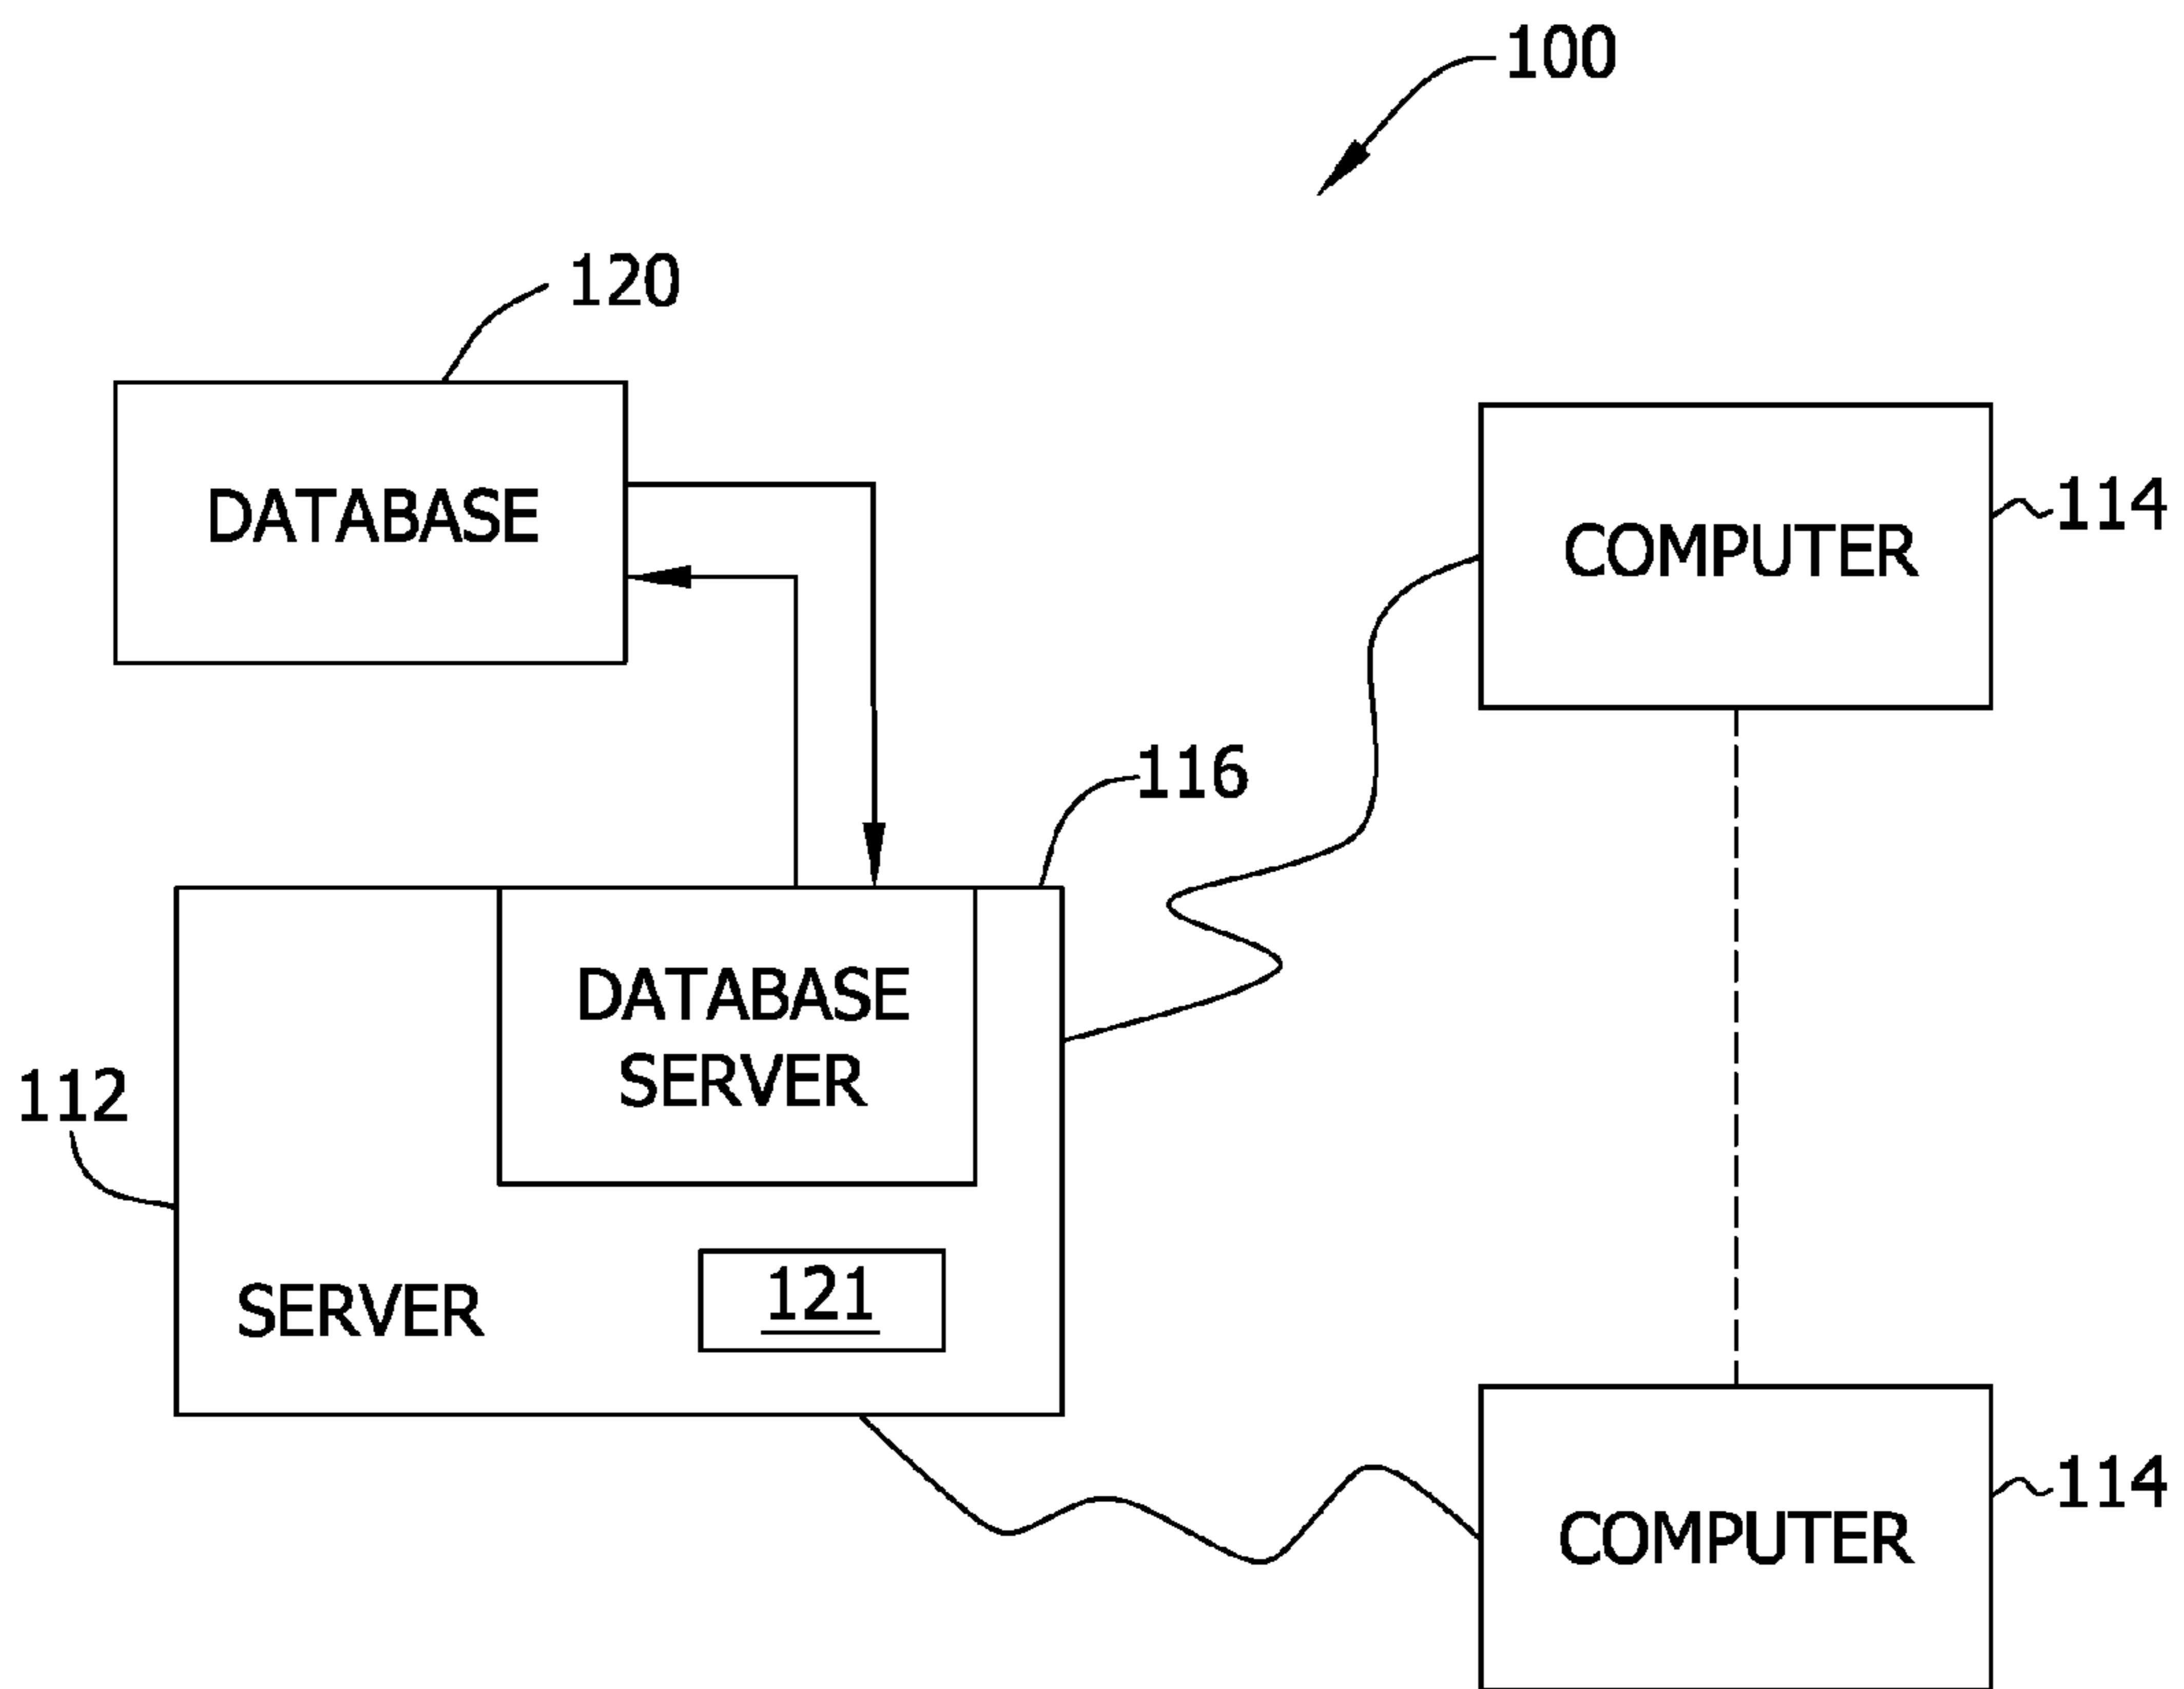 100
120
DATABASE
COMPUTER
114
116
DATABASE
SERVER
112
SERVER
121
COMPUTER
114